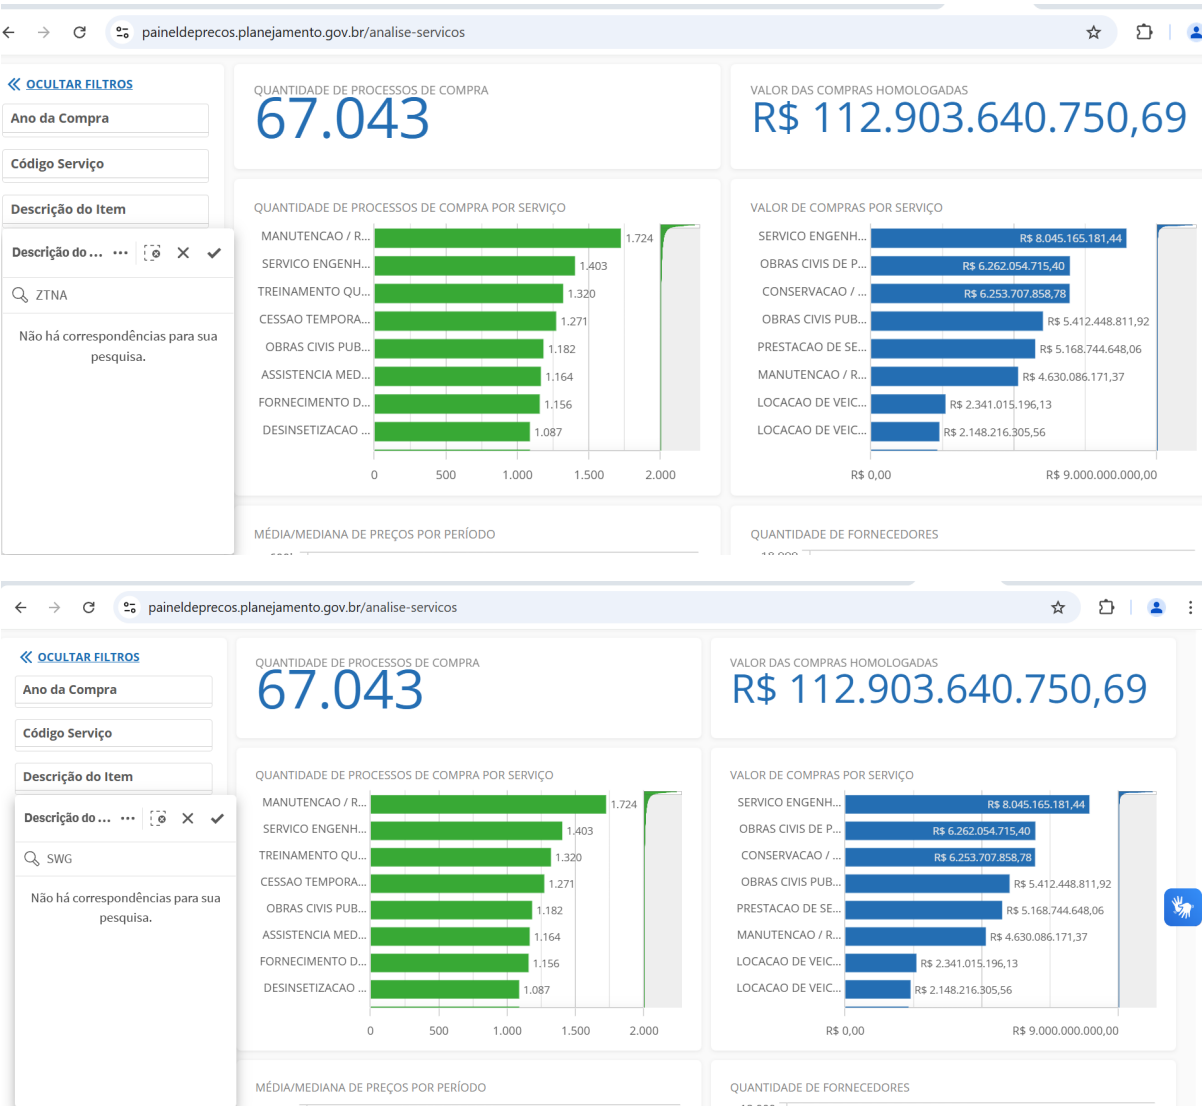 paineldeprecos.planejamento.gov.br/analise-servicos
OCULTAR FILTROS
Ano da Compra
Código Serviço
Descrição do Item
Descrição do ...
ZTNA
Não há correspondências para sua
pesquisa.
QUANTIDADE DE PROCESSOS DE COMPRA
67.043
VALOR DAS COMPRAS HOMOLOGADAS
R$ 112.903.640.750,69
QUANTIDADE DE PROCESSOS DE COMPRA POR SERVIÇO
MANUTENCAO / R... 1.724
SERVICO ENGENH... 1.403
TREINAMENTO QU... 1.320
CESSAO TEMPORA... 1.271
OBRAS CIVIS PUB... 1.182
ASSISTENCIA MED... 1.164
FORNECIMENTO D... 1.156
DESINSETIZACAO ... 1.087
0 500 1.000 1.500 2.000
VALOR DE COMPRAS POR SERVIÇO
SERVICO ENGENH... R$ 8.045.165.181,44
OBRAS CIVIS DE P... R$ 6.262.054.715,40
CONSERVACAO / ... R$ 6.253.707.858,78
OBRAS CIVIS PUB... R$ 5.412.448.811,92
PRESTACAO DE SE... R$ 5.168.744.648,06
MANUTENCAO / R... R$ 4.630.086.171,37
LOCACAO DE VEIC... R$ 2.341.015.196,13
LOCACAO DE VEIC... R$ 2.148.216.305,56
R$ 0,00 R$ 9.000.000.000,00
MÉDIA/MEDIANA DE PREÇOS POR PERÍODO
QUANTIDADE DE FORNECEDORES
paineldeprecos.planejamento.gov.br/analise-servicos
OCULTAR FILTROS
Ano da Compra
Código Serviço
Descrição do Item
Descrição do ...
SWG
Não há correspondências para sua
pesquisa.
QUANTIDADE DE PROCESSOS DE COMPRA
67.043
VALOR DAS COMPRAS HOMOLOGADAS
R$ 112.903.640.750,69
QUANTIDADE DE PROCESSOS DE COMPRA POR SERVIÇO
MANUTENCAO / R... 1.724
SERVICO ENGENH... 1.403
TREINAMENTO QU... 1.320
CESSAO TEMPORA... 1.271
OBRAS CIVIS PUB... 1.182
ASSISTENCIA MED... 1.164
FORNECIMENTO D... 1.156
DESINSETIZACAO ... 1.087
0 500 1.000 1.500 2.000
VALOR DE COMPRAS POR SERVIÇO
SERVICO ENGENH... R$ 8.045.165.181,44
OBRAS CIVIS DE P... R$ 6.262.054.715,40
CONSERVACAO / ... R$ 6.253.707.858,78
OBRAS CIVIS PUB... R$ 5.412.448.811,92
PRESTACAO DE SE... R$ 5.168.744.648,06
MANUTENCAO / R... R$ 4.630.086.171,37
LOCACAO DE VEIC... R$ 2.341.015.196,13
LOCACAO DE VEIC... R$ 2.148.216.305,56
R$ 0,00 R$ 9.000.000.000,00
MÉDIA/MEDIANA DE PREÇOS POR PERÍODO
QUANTIDADE DE FORNECEDORES